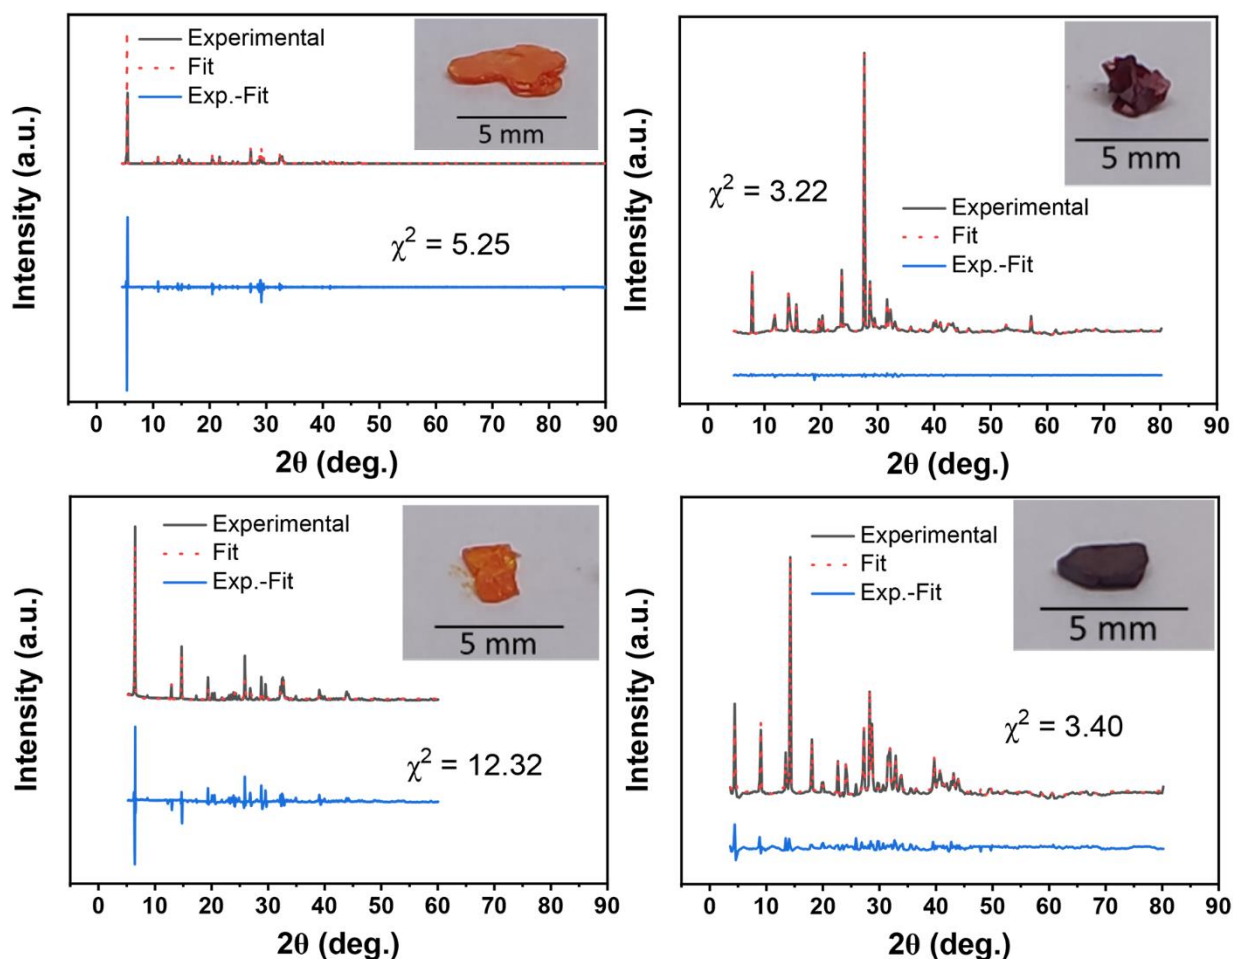 Experimental
Fit
Exp.-Fit
5 mm
χ² = 5.25
Intensity (a.u.)
0 10 20 30 40 50 60 70 80 90
2θ (deg.)
5 mm
χ² = 3.22
Experimental
Fit
Exp.-Fit
Intensity (a.u.)
0 10 20 30 40 50 60 70 80 90
2θ (deg.)
Experimental
Fit
Exp.-Fit
5 mm
χ² = 12.32
Intensity (a.u.)
0 10 20 30 40 50 60 70 80 90
2θ (deg.)
Experimental
Fit
Exp.-Fit
5 mm
χ² = 3.40
Intensity (a.u.)
0 10 20 30 40 50 60 70 80 90
2θ (deg.)